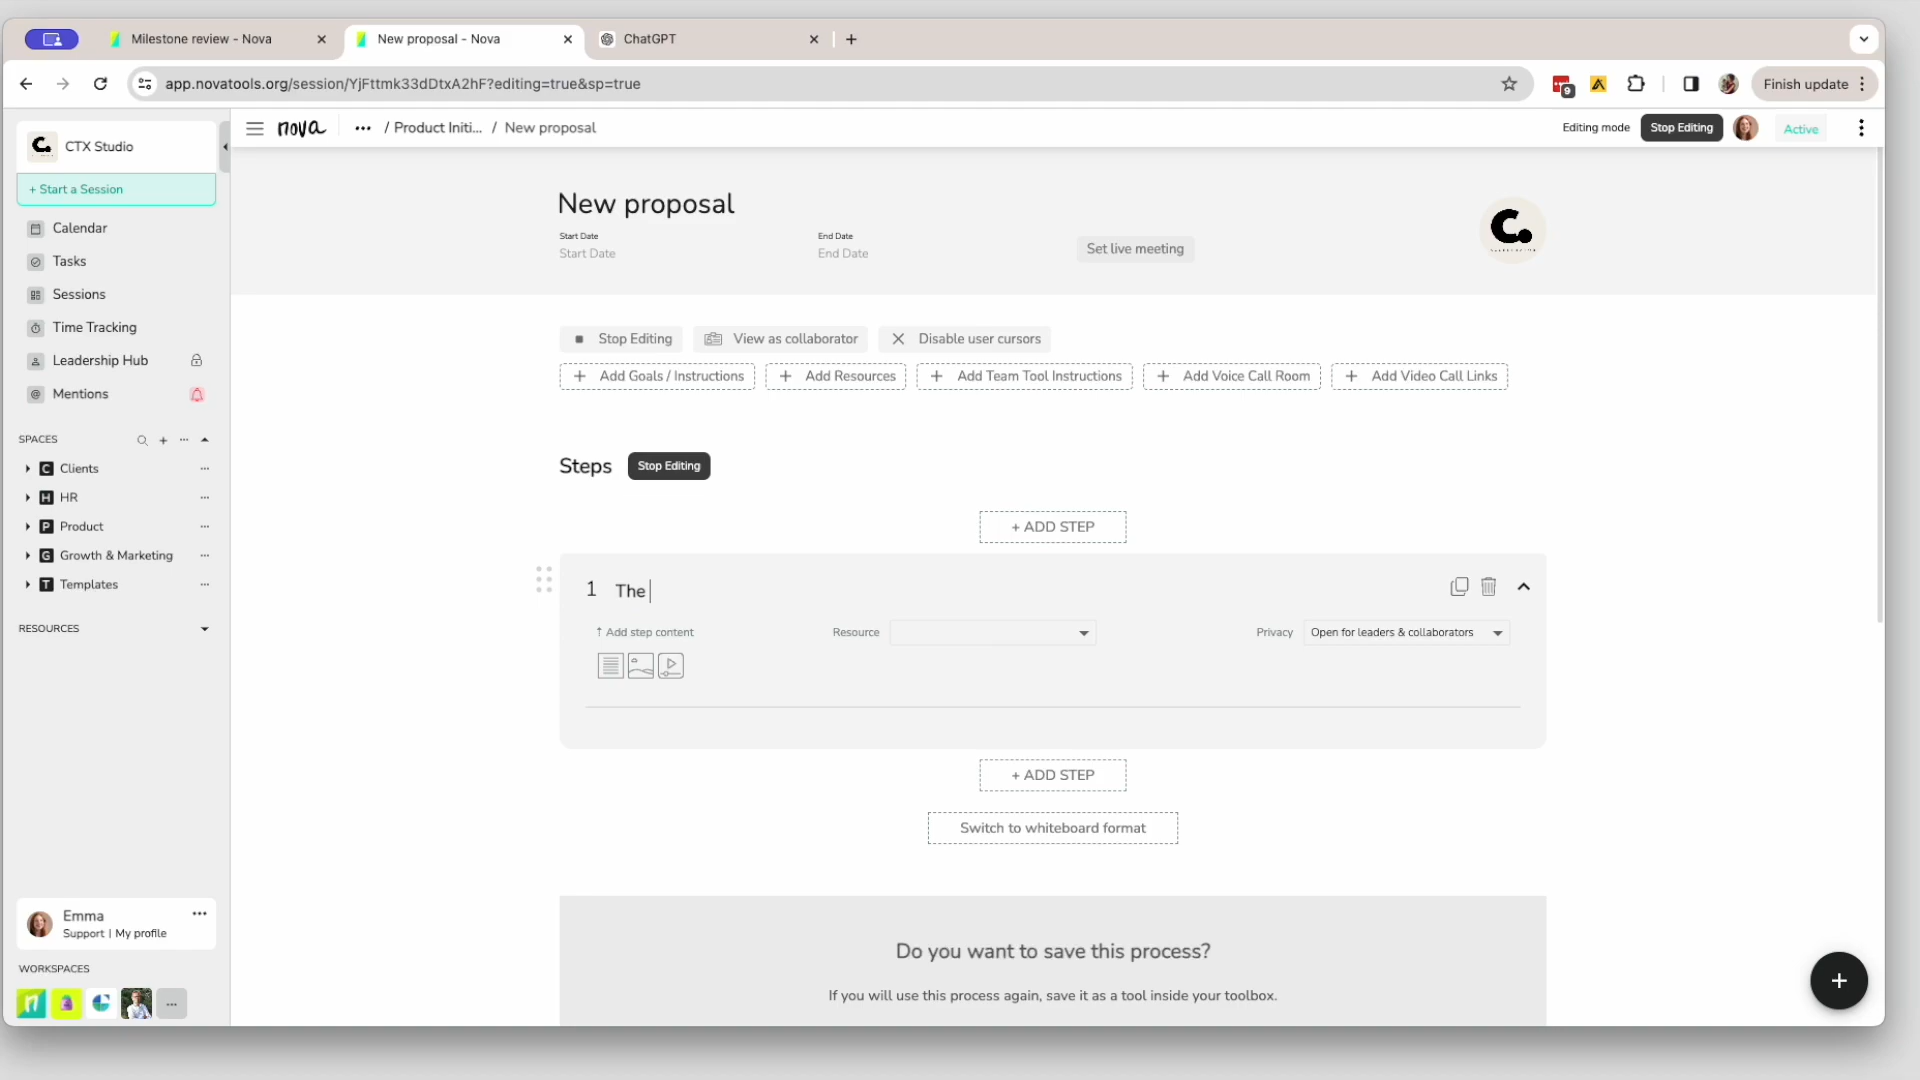 Milestone review - Nova
New proposal - Nova
ChatGPT
app.novatools.org/session/YjFttmk33dDtxA2hF?editing=true&sp=true
9
Finish update
CTX Studio
nova
/ Product Initi... / New proposal
Editing mode
Stop Editing
Active
+ Start a Session
Calendar
Tasks
Sessions
Time Tracking
Leadership Hub
Mentions
SPACES
C Clients
H HR
P Product
G Growth & Marketing
T Templates
RESOURCES
New proposal
Start Date
End Date
Start Date
End Date
Set live meeting
Stop Editing
View as collaborator
Disable user cursors
Add Goals / Instructions
Add Resources
Add Team Tool Instructions
Add Voice Call Room
Add Video Call Links
Steps
Stop Editing
+ ADD STEP
1 The
↑ Add step content
Resource
Privacy
Open for leaders & collaborators
+ ADD STEP
Switch to whiteboard format
Do you want to save this process?
If you will use this process again, save it as a tool inside your toolbox.
Emma
Support | My profile
WORKSPACES